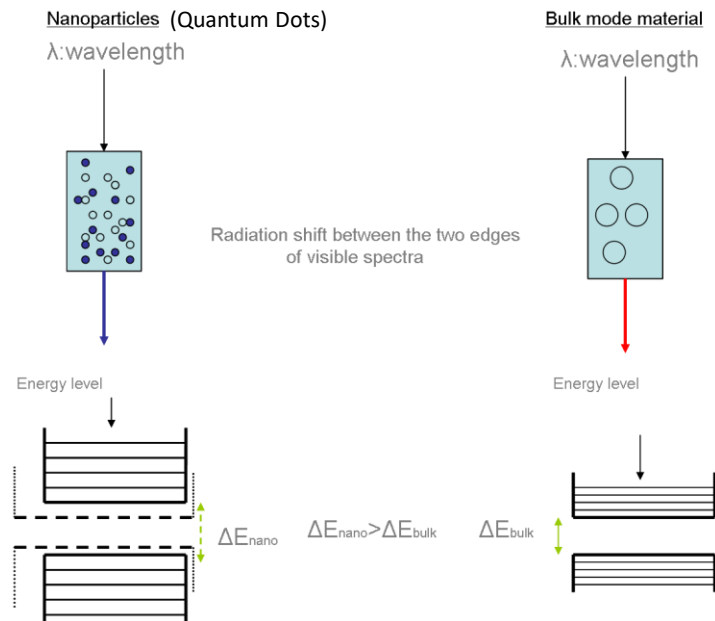 Nanoparticles (Quantum Dots)
λ:wavelength
Bulk mode material
λ:wavelength
Radiation shift between the two edges
of visible spectra
Energy level
Energy level
ΔEnano
ΔEnano>ΔEbulk
ΔEbulk